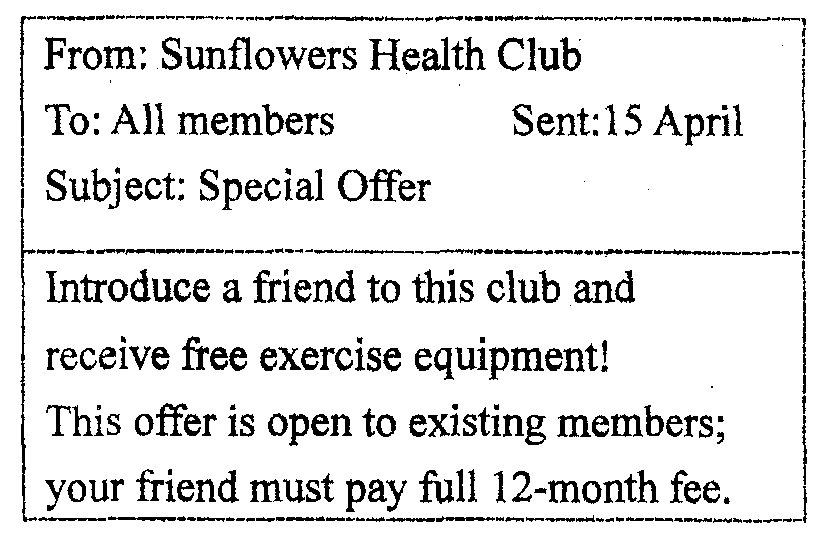 From: Sunflowers Health Club
To: All members Sent:15 April
Subject: Special Offer
Introduce a friend to this club and
receive free exercise equipment!
This offer is open to existing members;
your friend must pay full 12-month fee.